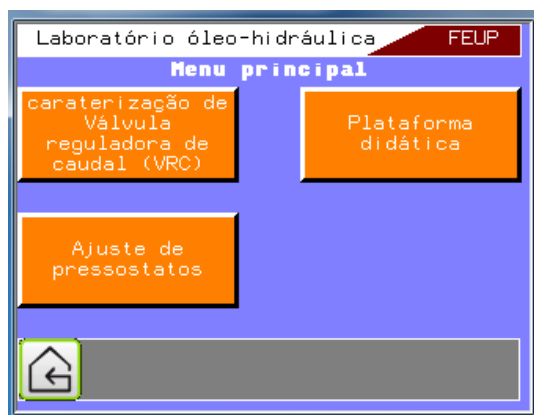 Laboratório óleo-hidráulica
FEUP
Menu principal
caraterização de
Válvula
reguladora de
caudal (VRC)
Plataforma
didática
Ajuste de
pressostatos